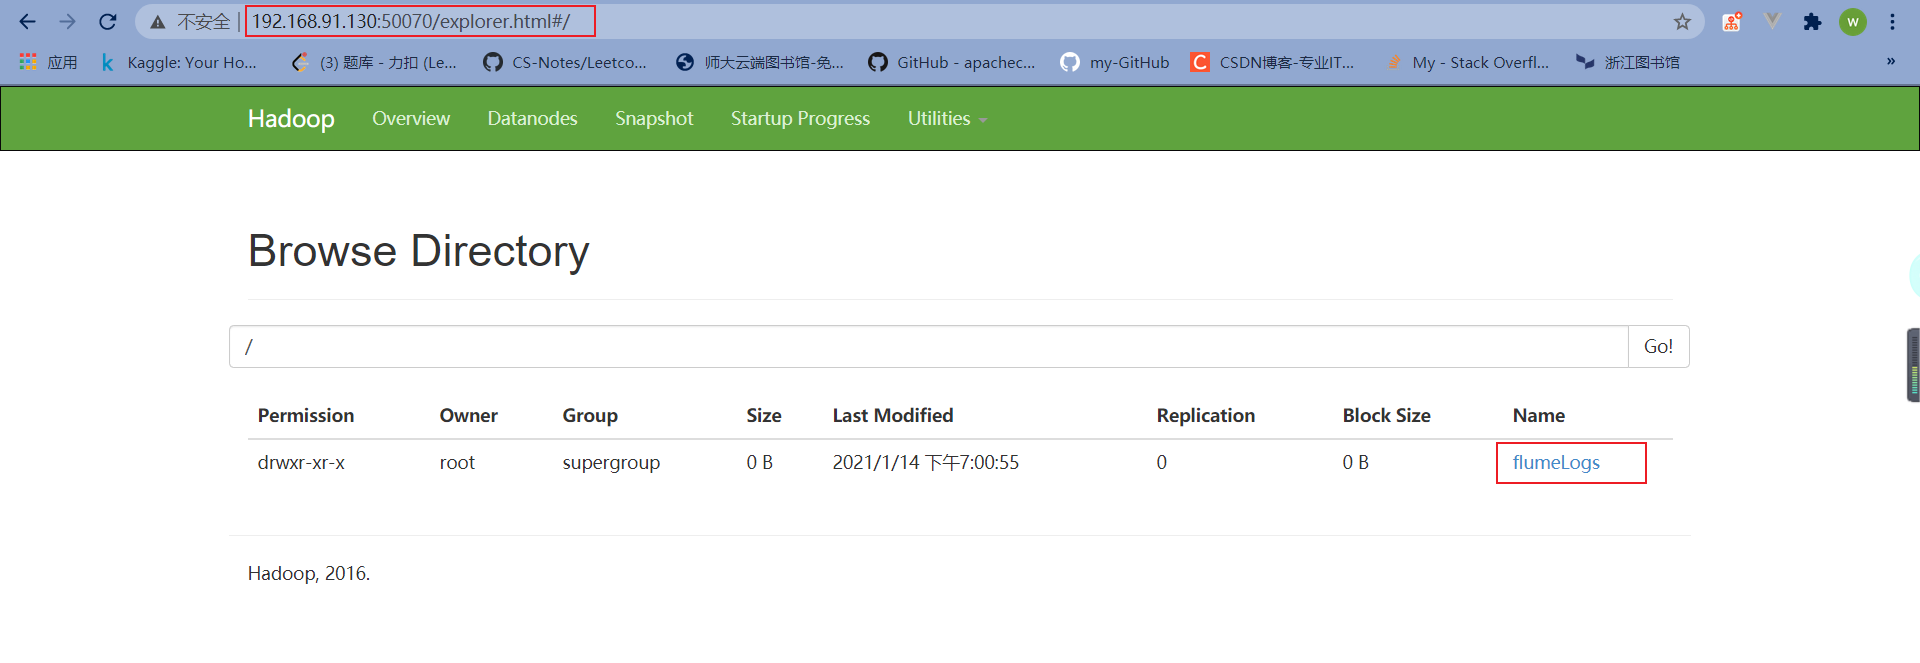 不安全 | 192.168.91.130:50070/explorer.html#/
W
应用 Kaggle: Your Ho... (3) 题库 - 力扣 (Le... CS-Notes/Leetco... 师大云端图书馆-免... GitHub - apachec... my-GitHub CSDN博客-专业IT... My - Stack Overfl... 浙江图书馆 »
Hadoop Overview Datanodes Snapshot Startup Progress Utilities
Browse Directory
/ Go!
Permission Owner Group Size Last Modified Replication Block Size Name
drwxr-xr-x root supergroup 0 B 2021/1/14 下午7:00:55 0 0 B flumeLogs
Hadoop, 2016.